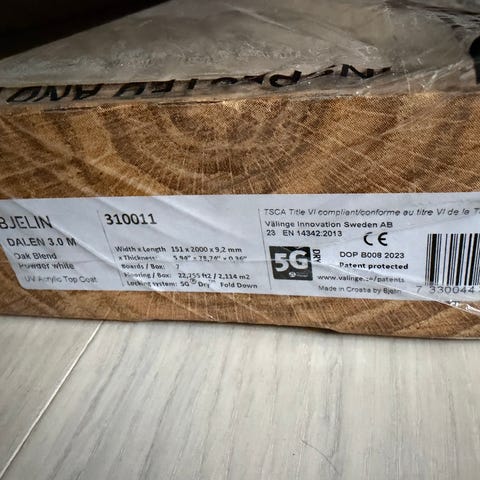 BJELIN
DALEN 3.0 M
Oak Blend
Powder white
UV Acrylic Top Coat
310011
Width x Length 151 x 2000 x 9,2 mm
x Thickness: 5.94" x 78,74" x 0.36"
Boards / Box: 7
Flooring / Box: 22,755 ft2 / 2,114 m2
Locking system: 5G® Dry™ Fold Down
TSCA Title VI compliant/conforme au titre VI de la
Välinge Innovation Sweden AB
23 EN 14342:2013
CE
DOP B008 2023
5G DRY
Patent protected
www.valinge.se/patents
Made in Croatia by Bjelin
7 330044
AND